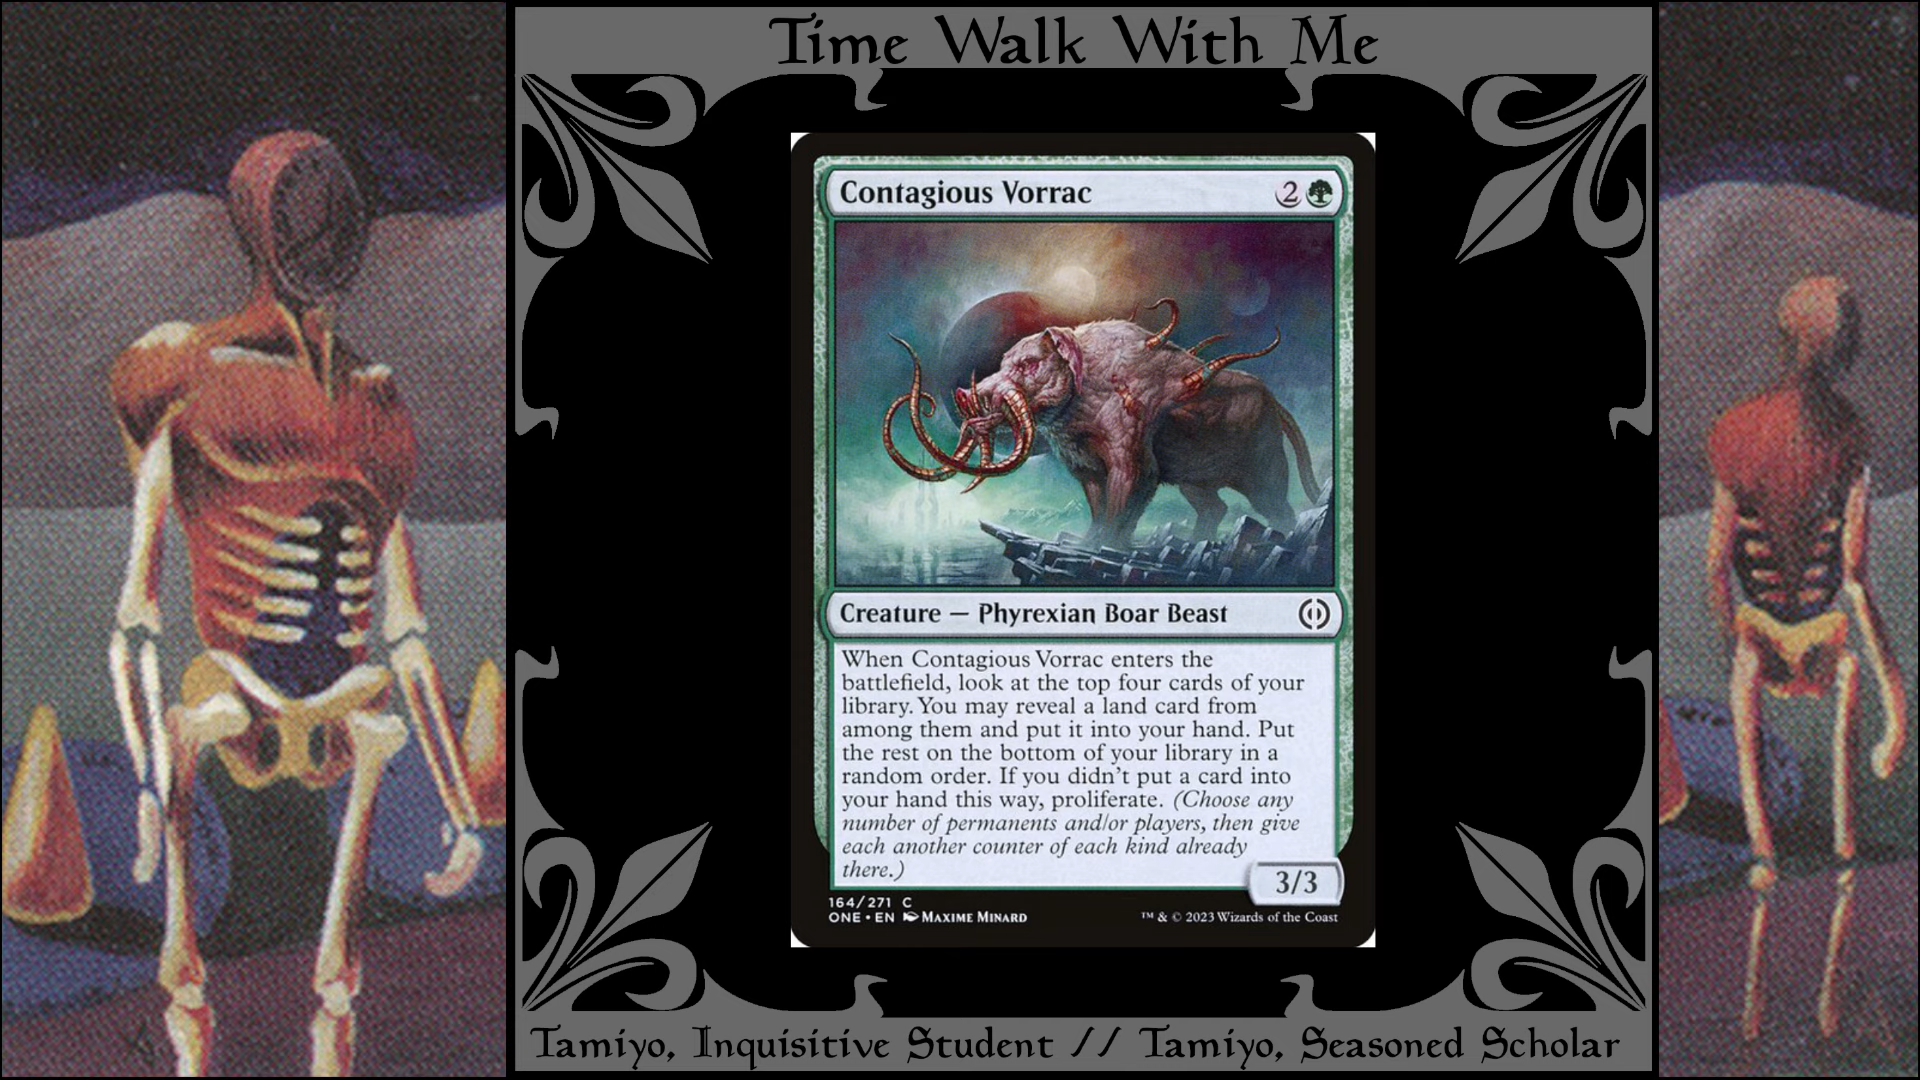 Time Walk With Me
Contagious Vorrac
2
Creature — Phyrexian Boar Beast
When Contagious Vorrac enters the
battlefield, look at the top four cards of your
library. You may reveal a land card from
among them and put it into your hand. Put
the rest on the bottom of your library in a
random order. If you didn't put a card into
your hand this way, proliferate. (Choose any
number of permanents and/or players, then give
each another counter of each kind already
there.)
3/3
164/271 C
ONE • EN Maxime Minard
™ & © 2023 Wizards of the Coast
Tamiyo, Inquisitive Student // Tamiyo, Seasoned Scholar